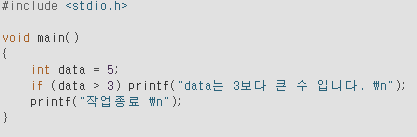 #include <stdio.h>
void main()
{
int data = 5;
if (data > 3) printf("data는 3보다 큰 수 입니다. ₩n");
printf("작업종료 ₩n");
}